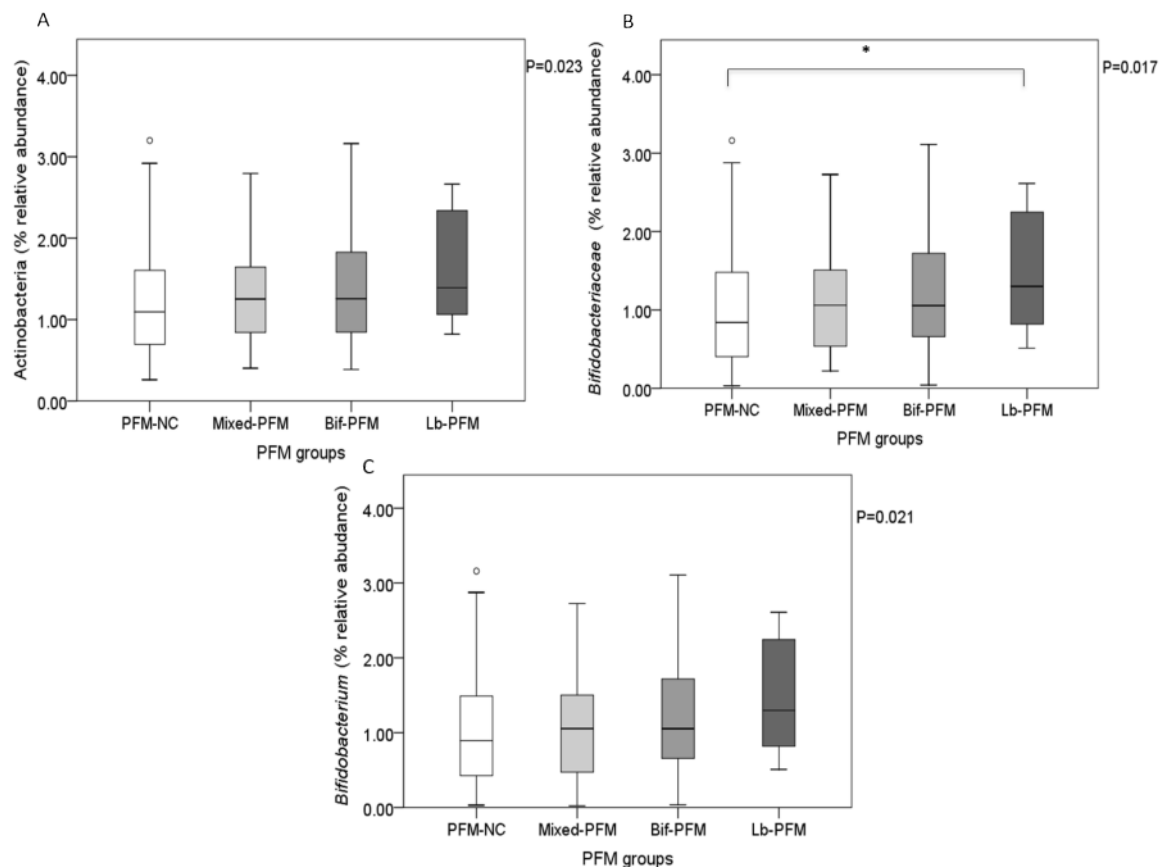 A
Actinobacteria (% relative abundance)
4.00
3.00
2.00
1.00
0.00
P=0.023
PFM-NC Mixed-PFM Bif-PFM Lb-PFM
PFM groups
B
Bifidobacteriaceae (% relative abundance)
4.00
3.00
2.00
1.00
0.00
*
P=0.017
PFM-NC Mixed-PFM Bif-PFM Lb-PFM
PFM groups
C
Bifidobacterium (% relative abudance)
4.00
3.00
2.00
1.00
0.00
P=0.021
PFM-NC Mixed-PFM Bif-PFM Lb-PFM
PFM groups